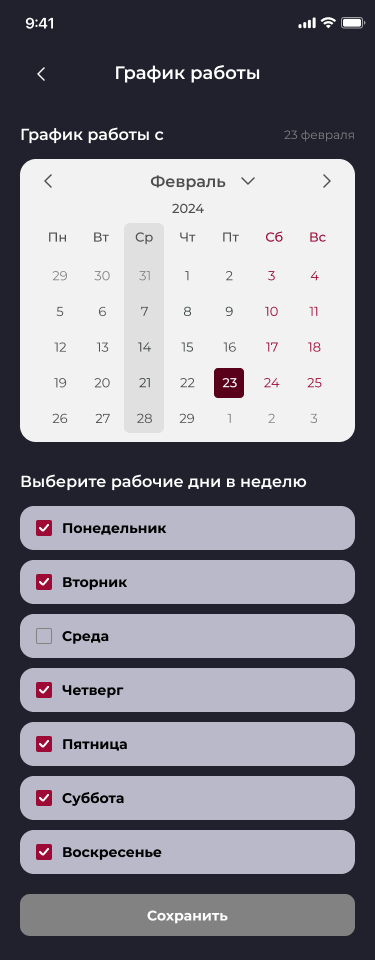 9:41
График работы
График работы с 23 февраля
Февраль
2024
Пн Вт Ср Чт Пт Сб Вс
29 30 31 1 2 3 4
5 6 7 8 9 10 11
12 13 14 15 16 17 18
19 20 21 22 23 24 25
26 27 28 29 1 2 3
Выберите рабочие дни в неделю
Понедельник
Вторник
Среда
Четверг
Пятница
Суббота
Воскресенье
Сохранить